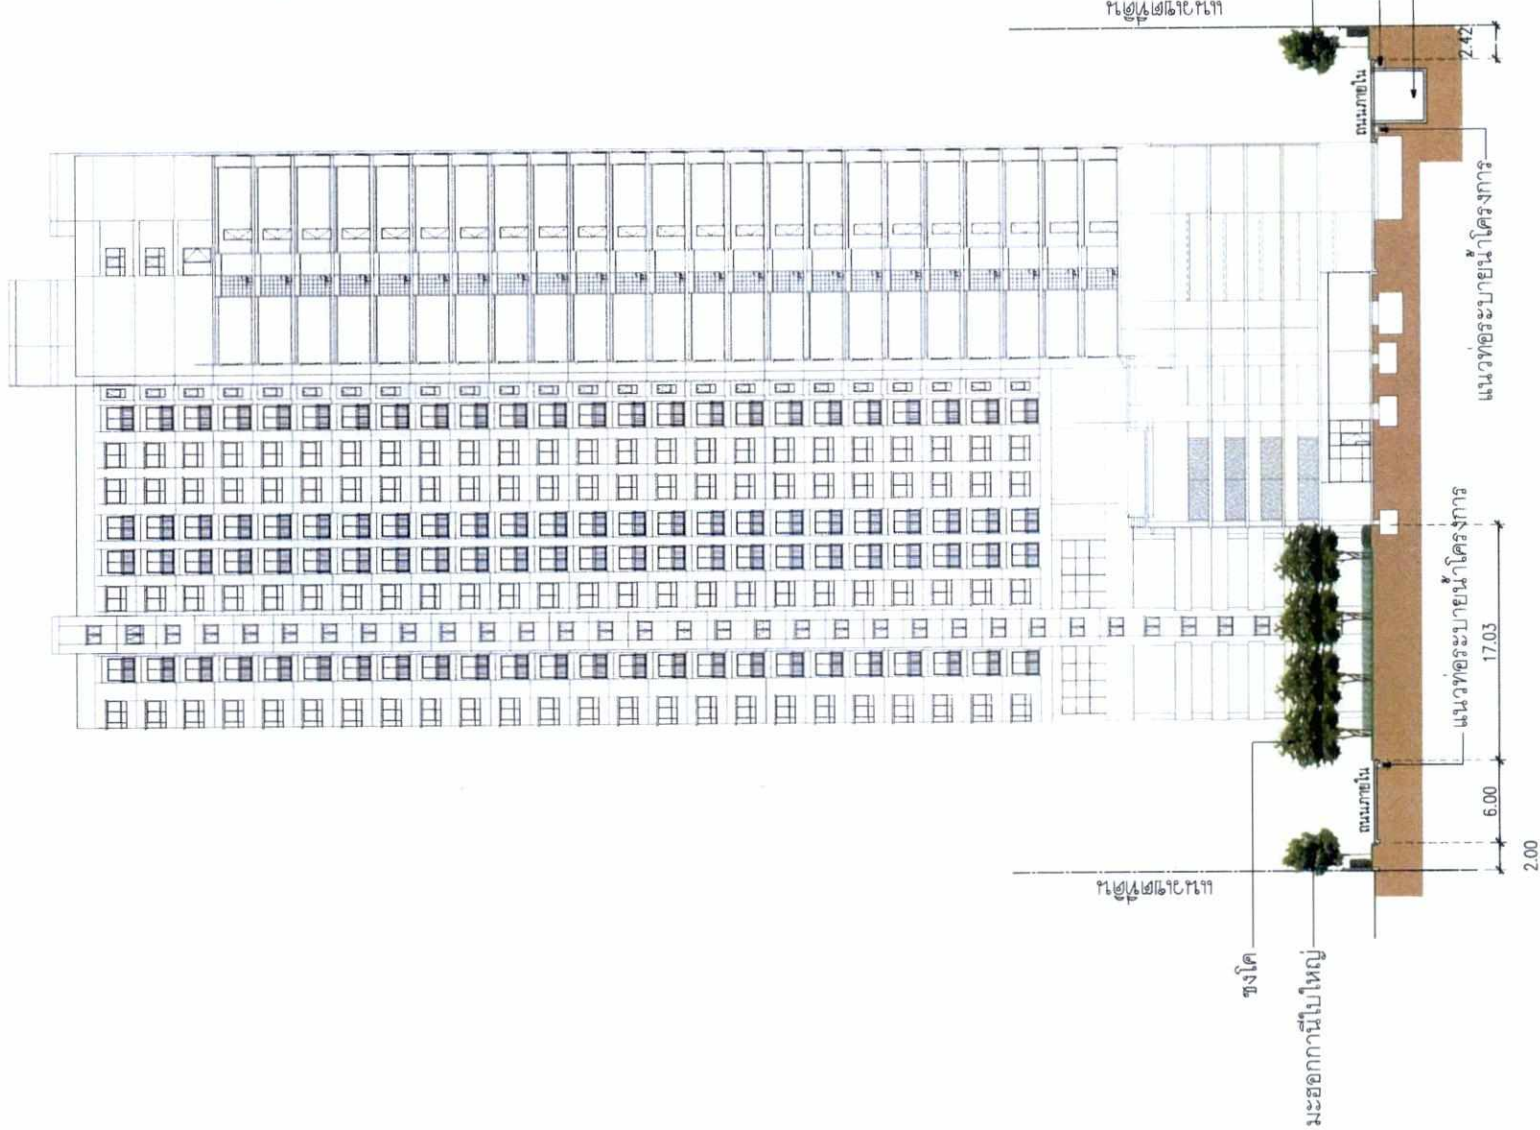 แนวเขตที่ดิน
แนวเขตที่ดิน
ชงโค
มะฮอกกานีใบใหญ่
ถนนภายใน
ถนนภายใน
แนวท่อระบายน้ำโครงการ
แนวท่อระบายน้ำโครงการ
2.00
6.00
17.03
2.42